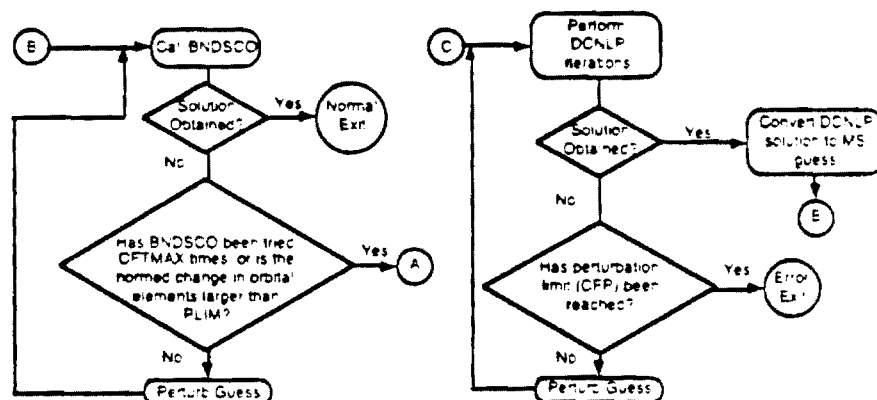 B
Call BNDSCO
Solution
Obtained?
Yes
Normal
Exit
No
Has BNDSCO been tried
CFTMAX times, or is the
normed change in orbital
elements larger than
PLIM?
Yes
A
No
Perturb Guess
C
Perform
DCNLP
iterations
Solution
Obtained?
Yes
Convert DCNLP
solution to MS
guess
B
No
Has perturbation
limit (CFP) been
reached?
Yes
Error
Exit
No
Perturb Guess